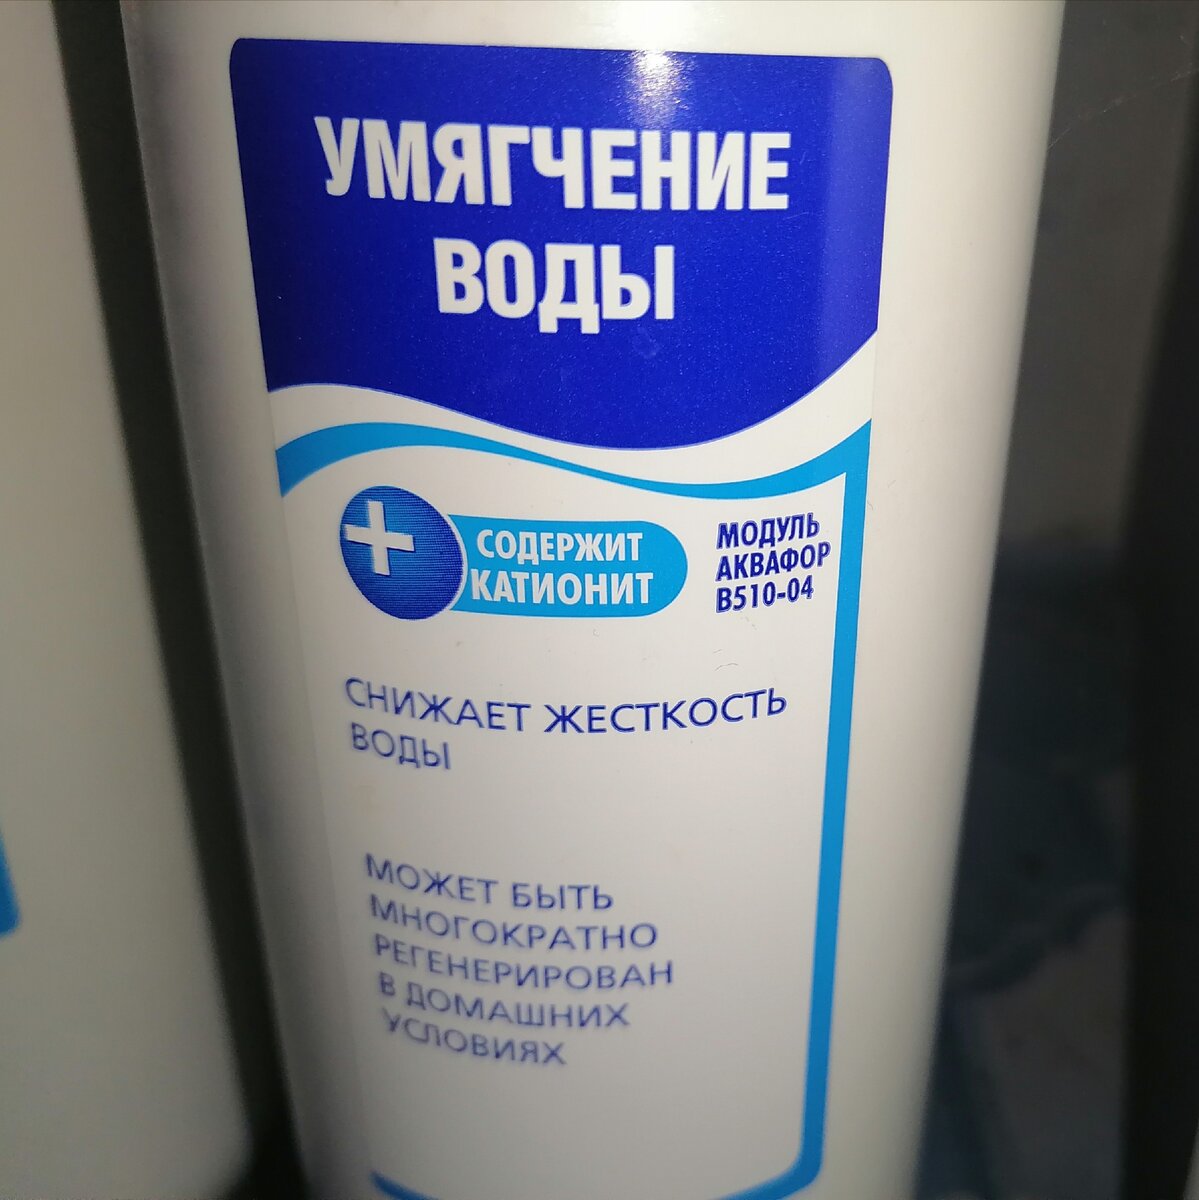 УМЯГЧЕНИЕ
ВОДЫ
СОДЕРЖИТ
КАТИОНИТ
МОДУЛЬ
АКВАФОР
В510-04
СНИЖАЕТ ЖЕСТКОСТЬ
ВОДЫ
МОЖЕТ БЫТЬ
МНОГОКРАТНО
РЕГЕНЕРИРОВАН
В ДОМАШНИХ
УСЛОВИЯХ